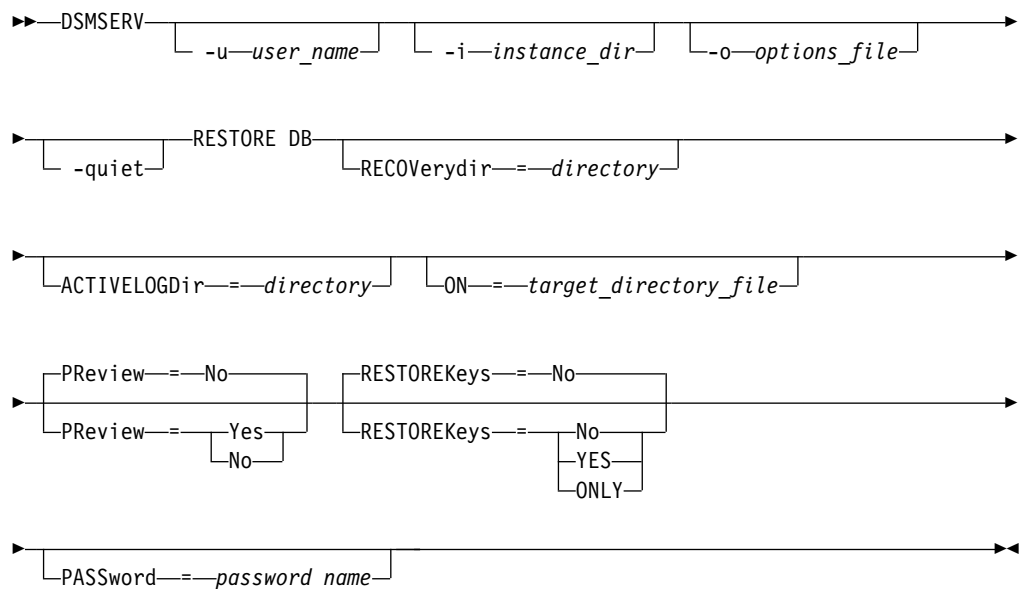 DSMSERV
-u user_name -i instance_dir -o options_file
-quiet RESTORE DB RECOVerydir = directory
ACTIVELOGDir = directory ON = target_directory_file
PReview = No RESTOREKeys = No
PReview = Yes RESTOREKeys = No
No YES
ONLY
PASSword = password name